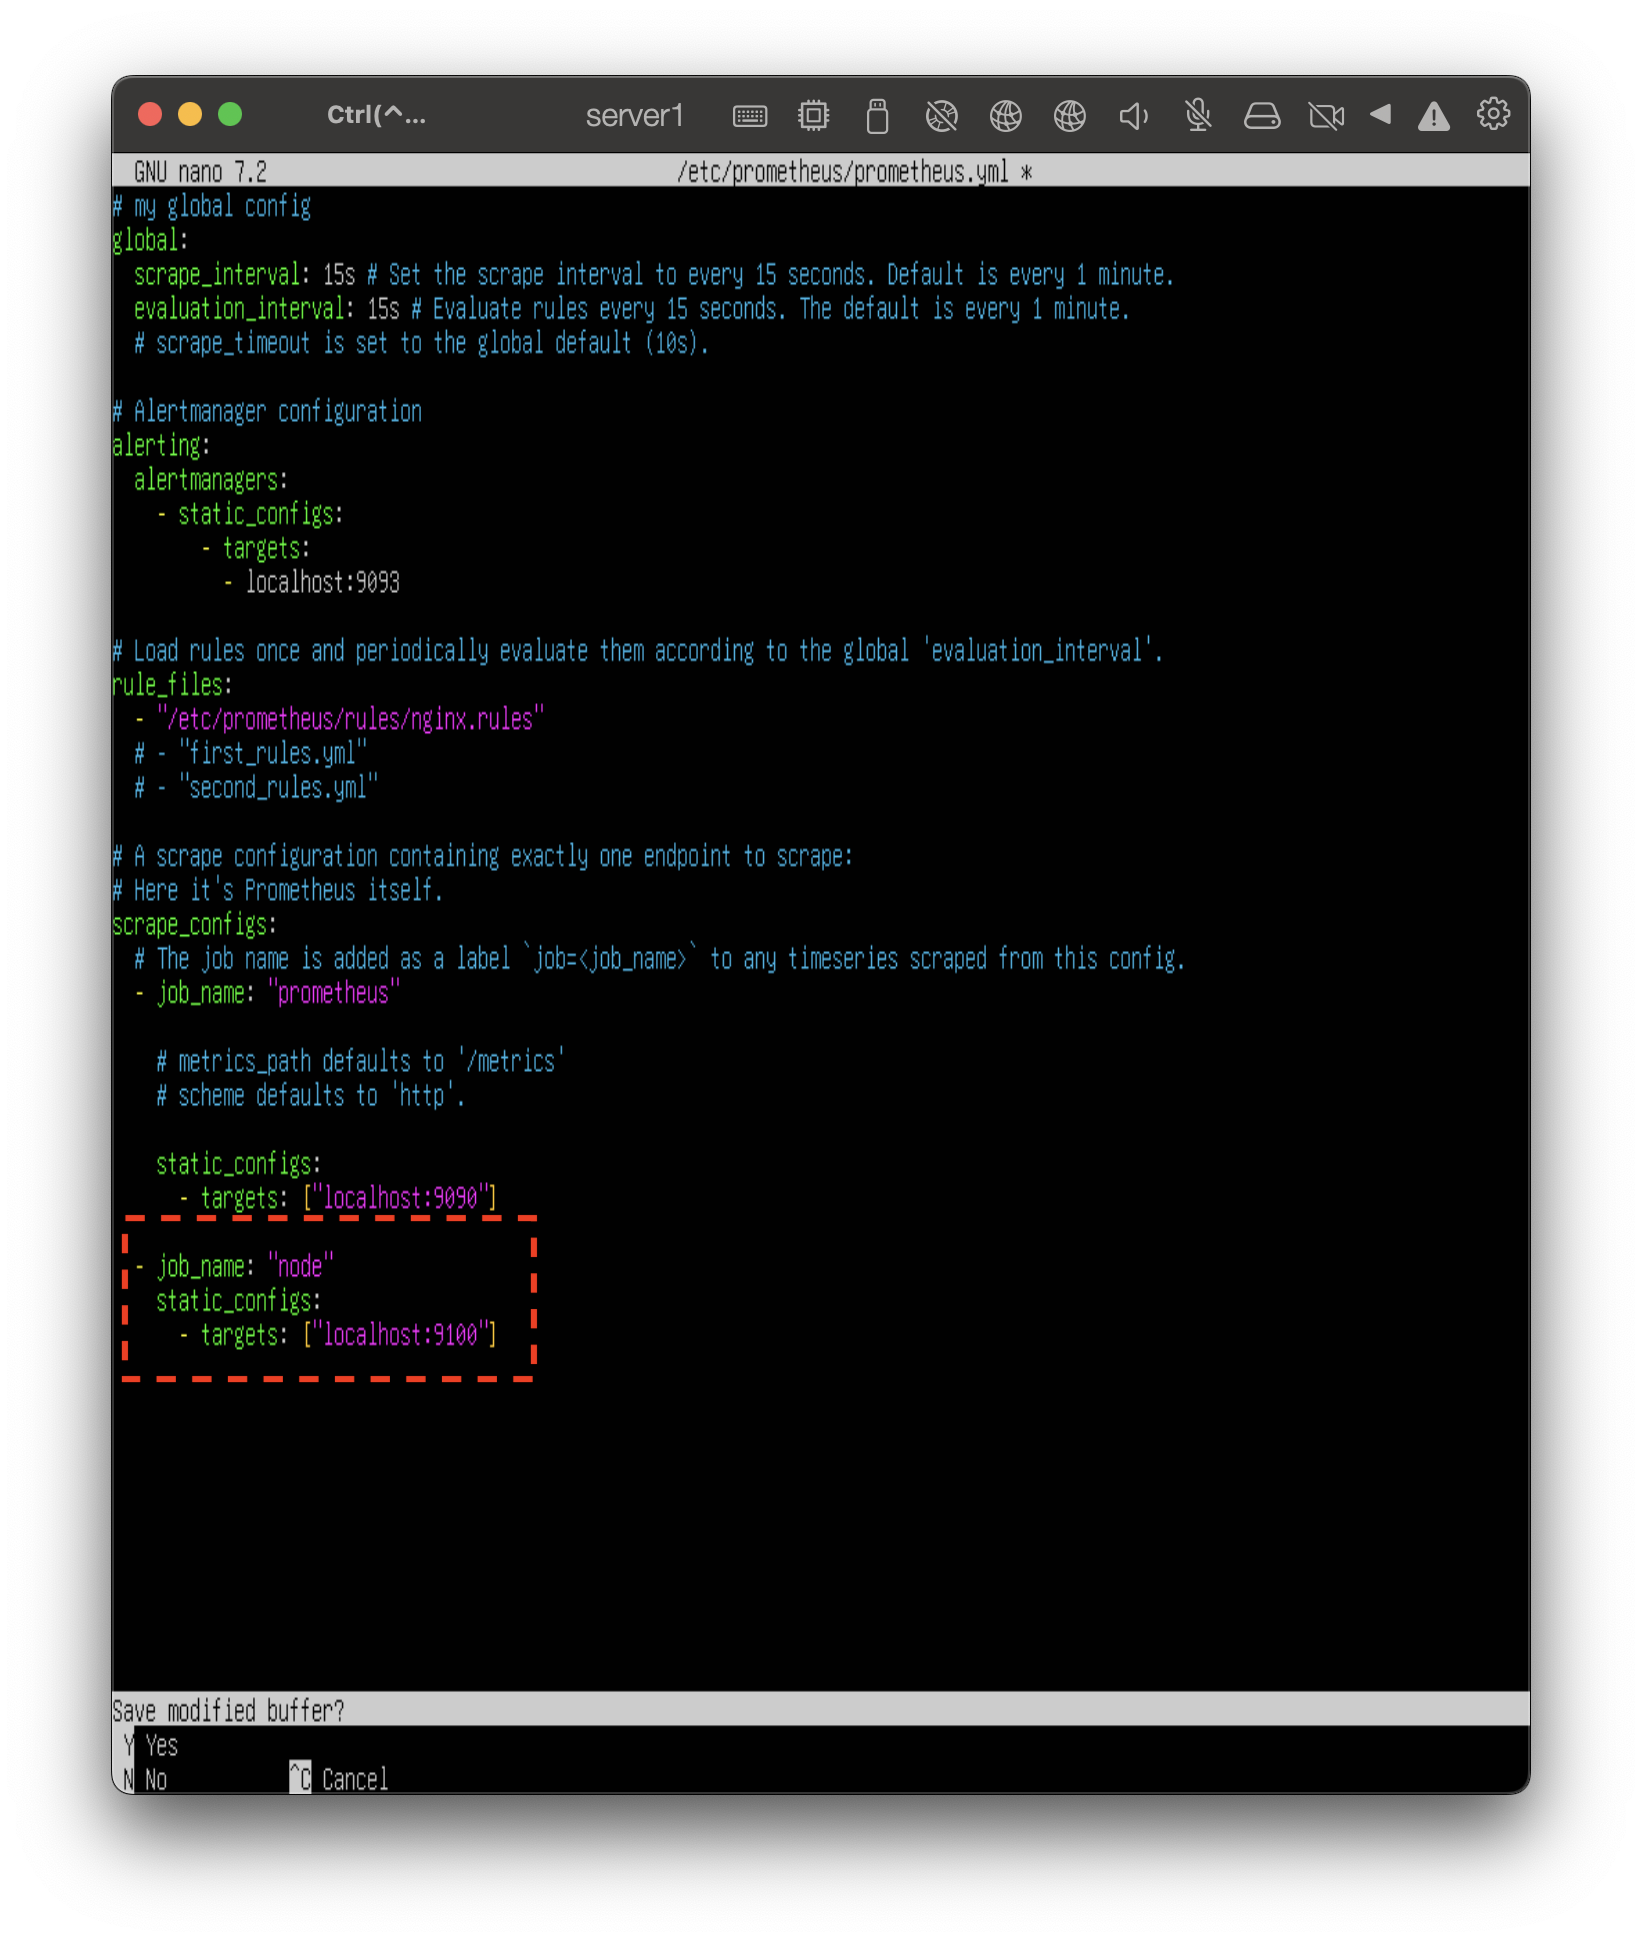 Ctrl(^... server1
GNU nano 7.2 /etc/prometheus/prometheus.yml *
# my global config
global:
  scrape_interval: 15s # Set the scrape interval to every 15 seconds. Default is every 1 minute.
  evaluation_interval: 15s # Evaluate rules every 15 seconds. The default is every 1 minute.
  # scrape_timeout is set to the global default (10s).

# Alertmanager configuration
alerting:
  alertmanagers:
    - static_configs:
        - targets:
          - localhost:9093

# Load rules once and periodically evaluate them according to the global 'evaluation_interval'.
rule_files:
  - "/etc/prometheus/rules/nginx.rules"
  # - "first_rules.yml"
  # - "second_rules.yml"

# A scrape configuration containing exactly one endpoint to scrape:
# Here it's Prometheus itself.
scrape_configs:
  # The job name is added as a label `job=<job_name>` to any timeseries scraped from this config.
  - job_name: "prometheus"

    # metrics_path defaults to '/metrics'
    # scheme defaults to 'http'.

    static_configs:
      - targets: ["localhost:9090"]

  - job_name: "node"
    static_configs:
      - targets: ["localhost:9100"]

Save modified buffer?
Y Yes
N No ^C Cancel